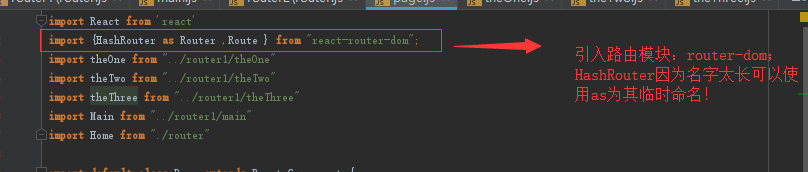 import React from 'react'
import {HashRouter as Router ,Route } from "react-router-dom";
import theOne from "../router1/theOne"
import theTwo from "../router1/theTwo"
import theThree from "../router1/theThree"
import Main from "../router1/main"
import Home from "./router"
引入路由模块：router-dom;
HashRouter因为名字太长可以使
用as为其临时命名！